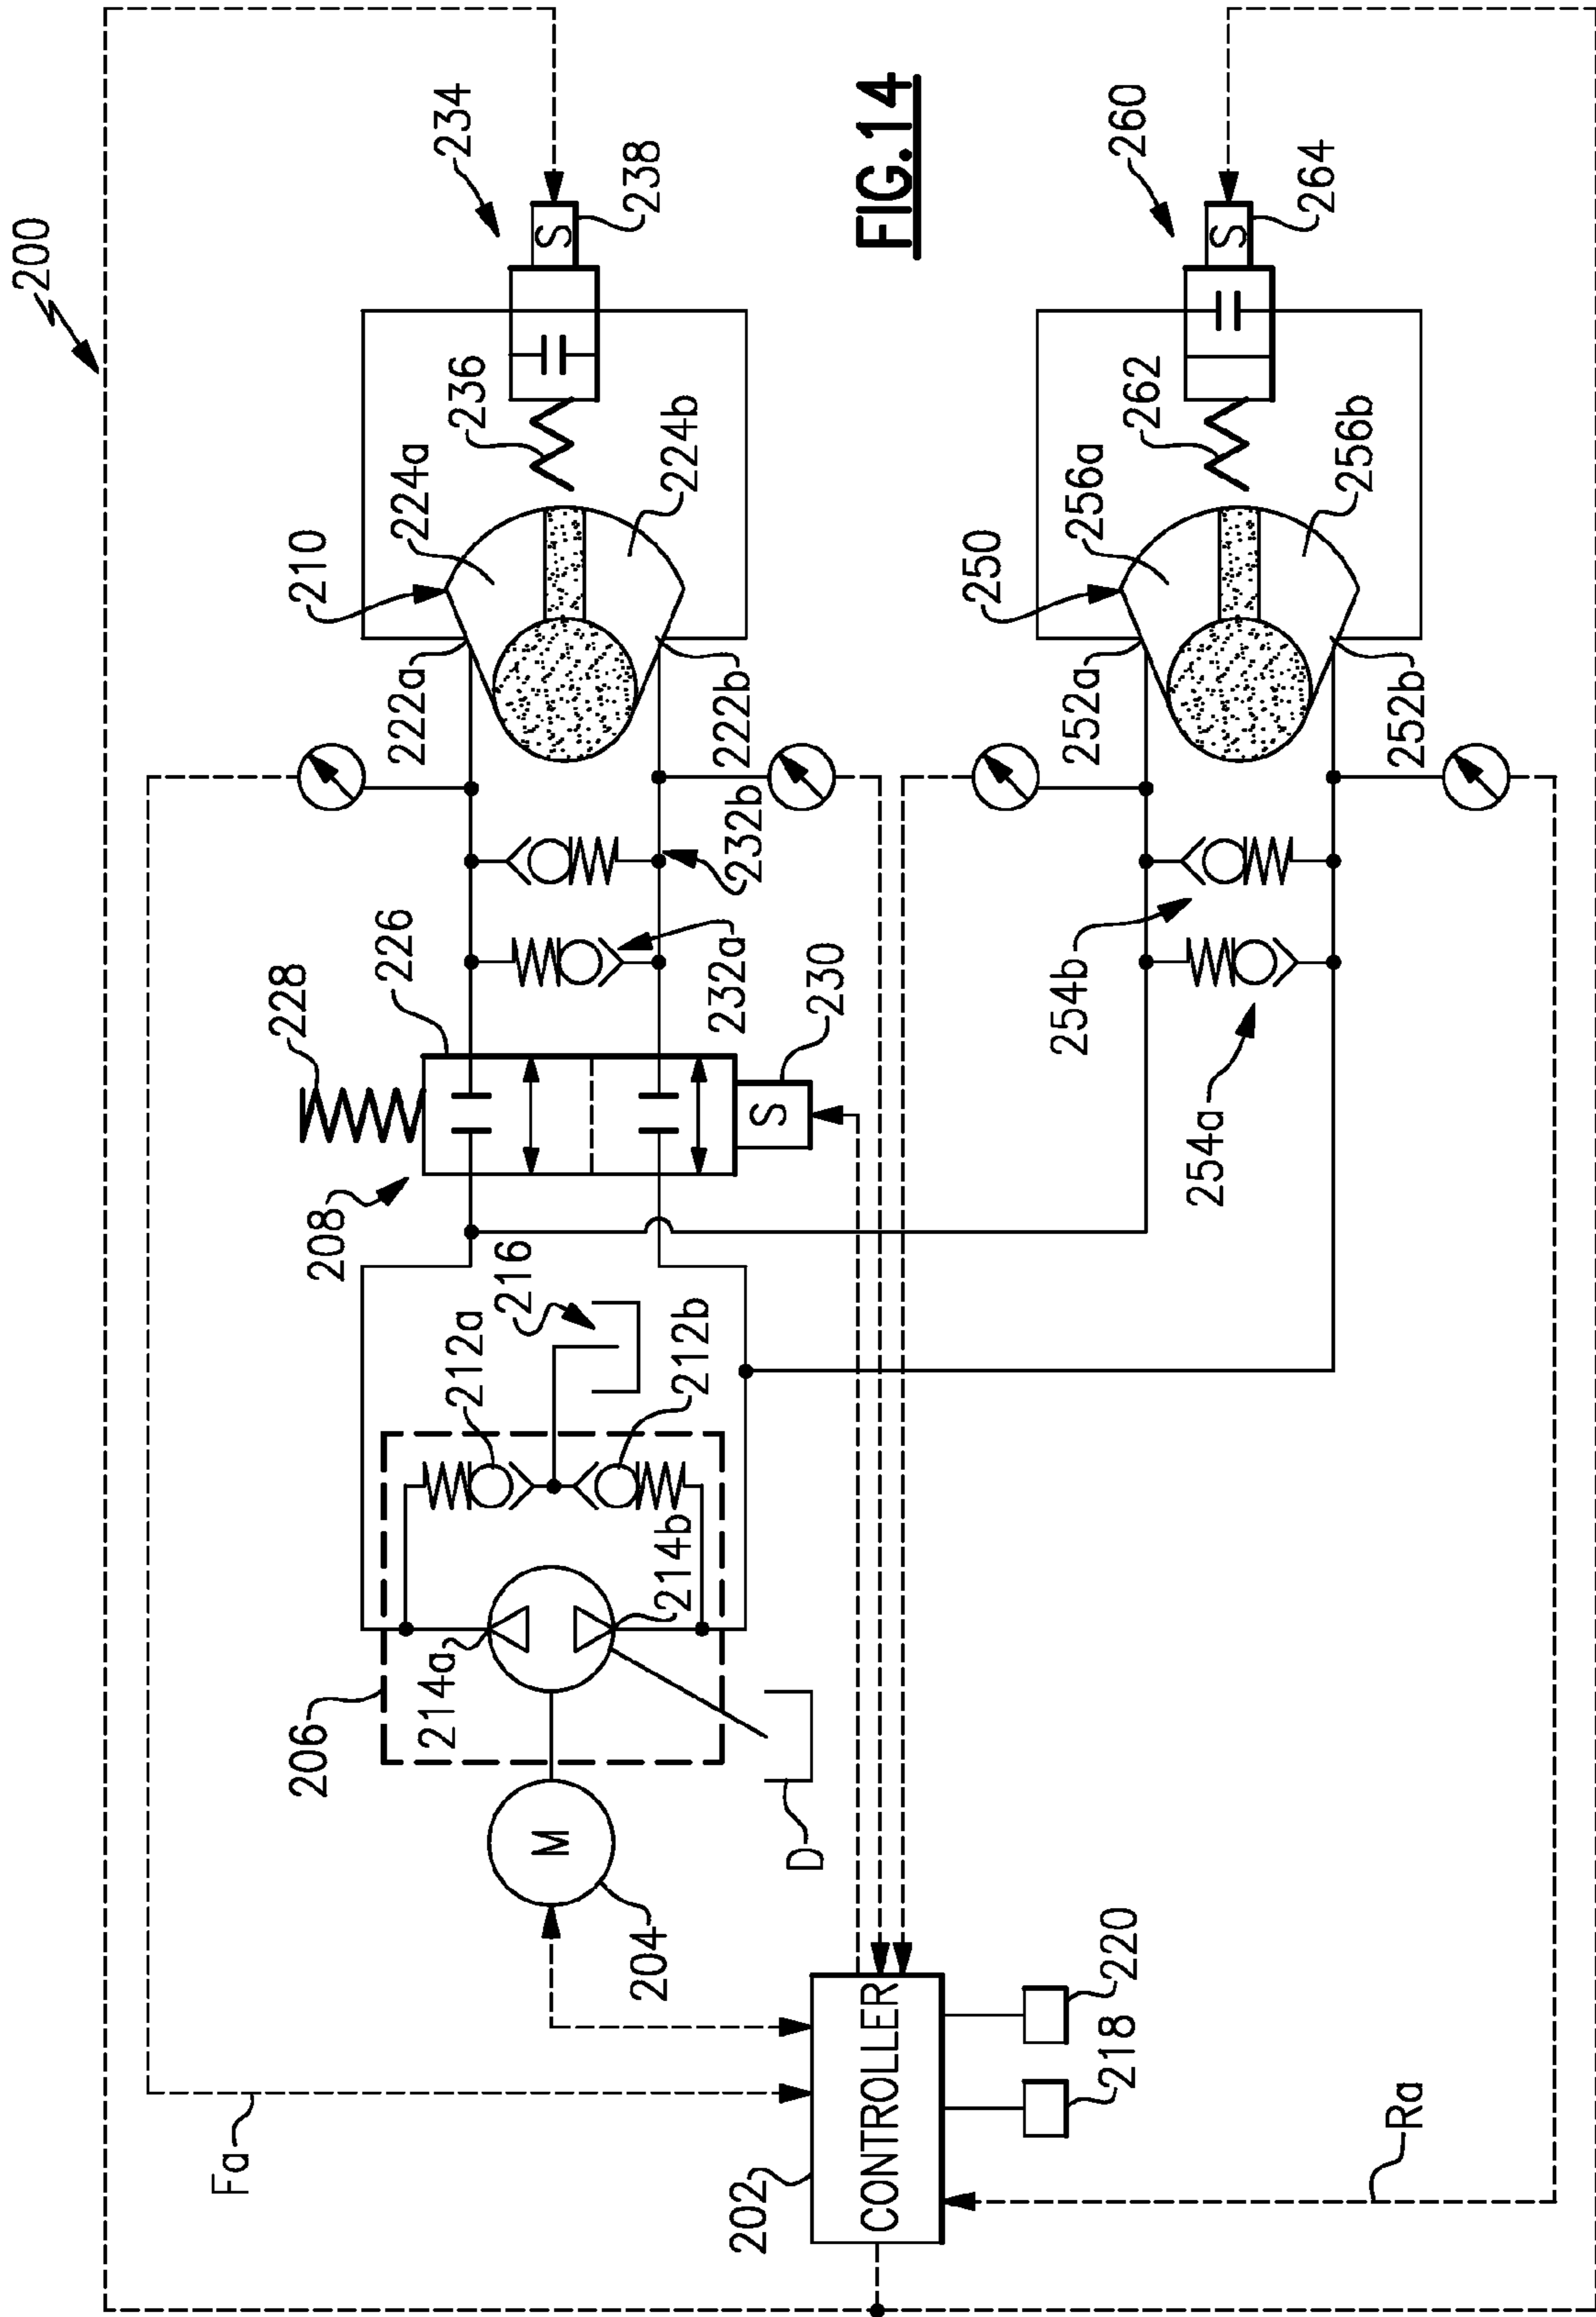 200
234
238
236
224a
224b
210
222a
222b
232b
232a
226
228
230
208
216
212a
212b
214a
214b
206
M
204
D
S
S
FIG.14
260
264
262
256a
256b
250
252a
252b
254b
254a
S
S
CONTROLLER
202
218
220
Fa
Ra